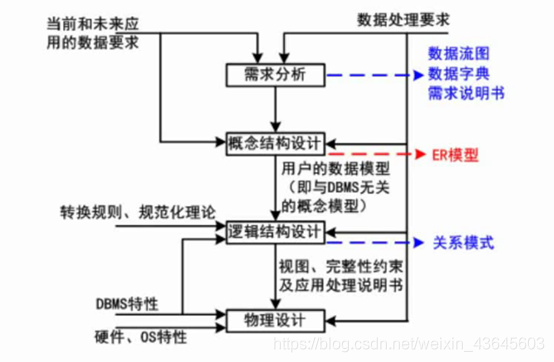 当前和未来应
用的数据要求
数据处理要求
需求分析
数据流图
数据字典
需求说明书
概念结构设计
ER模型
用户的数据模型
（即与DBMS无关
的概念模型）
转换规则、规范化理论
逻辑结构设计
关系模式
视图、完整性约束
及应用处理说明书
DBMS特性
物理设计
硬件、OS特性
https://blog.csdn.net/weixin_43645603